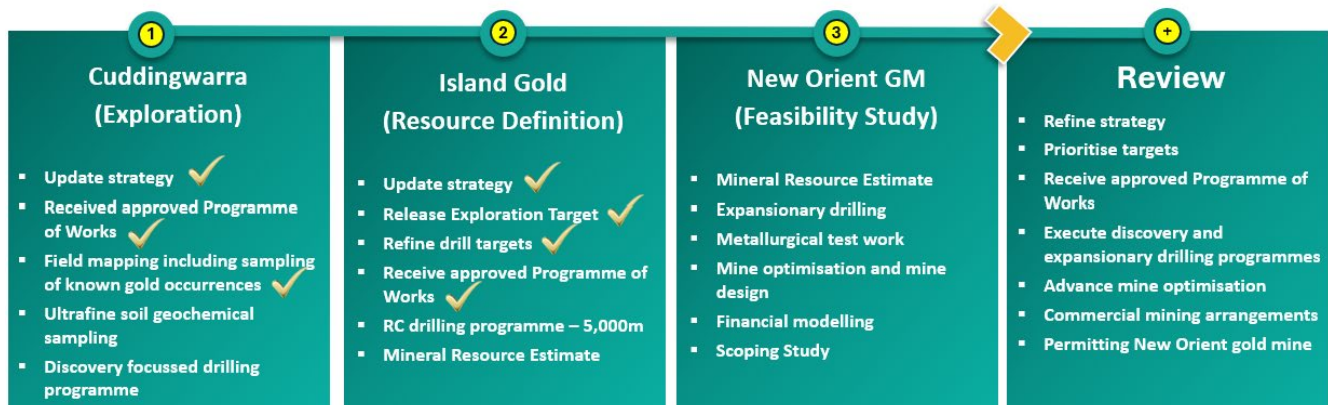 1
Cuddingwarra
(Exploration)
▪ Update strategy
▪ Received approved Programme
of Works
▪ Field mapping including sampling
of known gold occurrences
▪ Ultrafine soil geochemical
sampling
▪ Discovery focussed drilling
programme
2
Island Gold
(Resource Definition)
▪ Update strategy
▪ Release Exploration Target
▪ Refine drill targets
▪ Receive approved Programme of
Works
▪ RC drilling programme – 5,000m
▪ Mineral Resource Estimate
3
New Orient GM
(Feasibility Study)
▪ Mineral Resource Estimate
▪ Expansionary drilling
▪ Metallurgical test work
▪ Mine optimisation and mine
design
▪ Financial modelling
▪ Scoping Study
+
Review
▪ Refine strategy
▪ Prioritise targets
▪ Receive approved Programme of
Works
▪ Execute discovery and
expansionary drilling programmes
▪ Advance mine optimisation
▪ Commercial mining arrangements
▪ Permitting New Orient gold mine